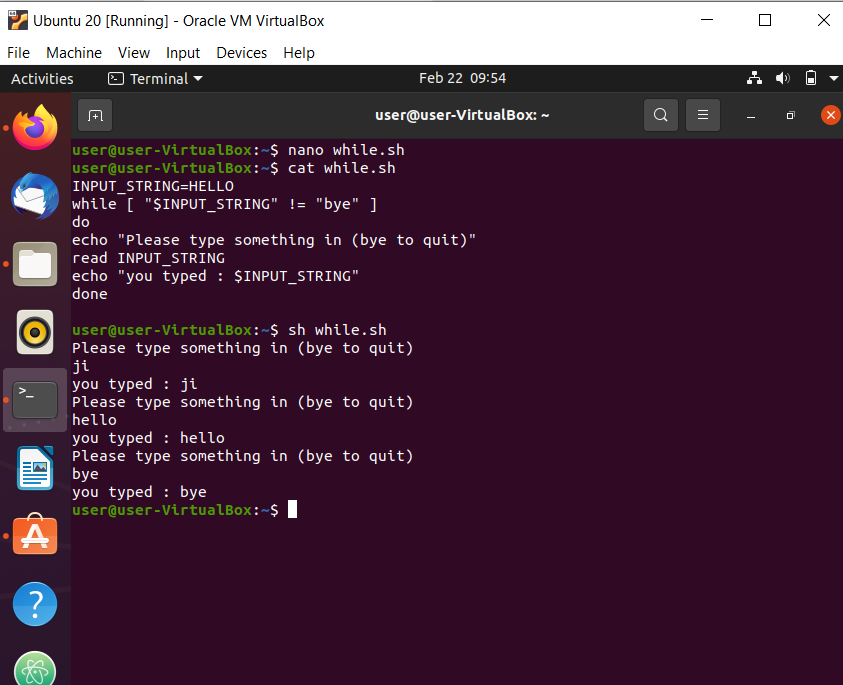 Ubuntu 20 [Running] - Oracle VM VirtualBox
File Machine View Input Devices Help
Activities Terminal Feb 22 09:54
user@user-VirtualBox: ~
user@user-VirtualBox:~$ nano while.sh
user@user-VirtualBox:~$ cat while.sh
INPUT_STRING=HELLO
while [ "$INPUT_STRING" != "bye" ]
do
echo "Please type something in (bye to quit)"
read INPUT_STRING
echo "you typed : $INPUT_STRING"
done
user@user-VirtualBox:~$ sh while.sh
Please type something in (bye to quit)
ji
you typed : ji
Please type something in (bye to quit)
hello
you typed : hello
Please type something in (bye to quit)
bye
you typed : bye
user@user-VirtualBox:~$